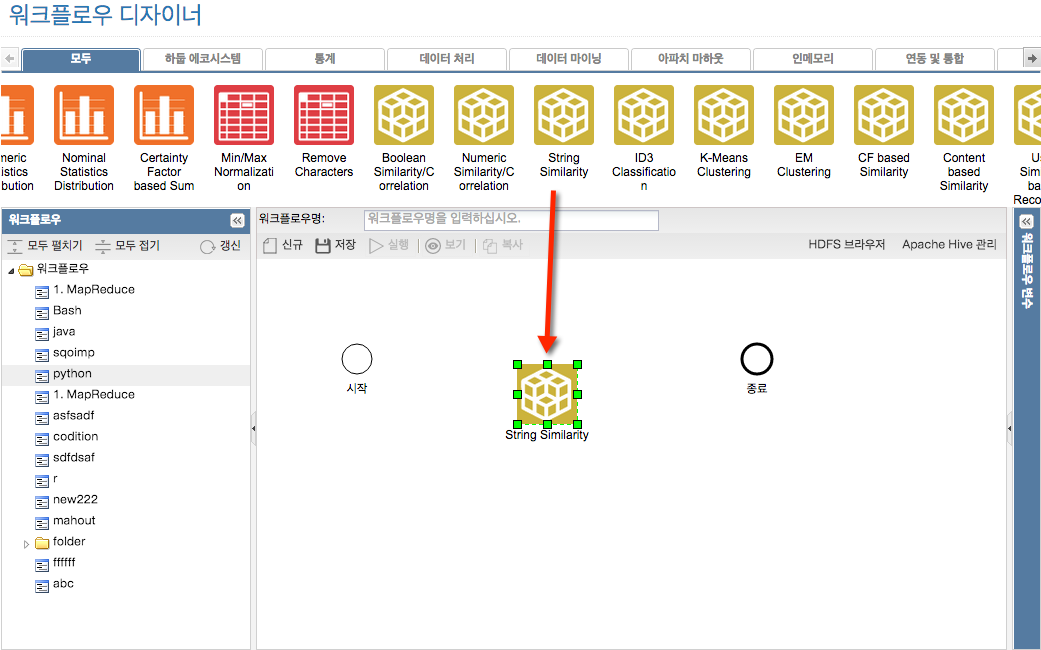 워크플로우 디자이너
모두
하둡 에코시스템
통계
데이터 처리
데이터 마이닝
아파치 마하웃
인메모리
연동 및 통합
meric
istics
bution
Nominal
Statistics
Distribution
Certainty
Factor
based Sum
Min/Max
Normalizati
on
Remove
Characters
Boolean
Similarity/C
orrelation
Numeric
Similarity/C
orrelation
String
Similarity
ID3
Classificatio
n
K-Means
Clustering
EM
Clustering
CF based
Similarity
Content
based
Similarity
Us
Sim
ba
Reco
워크플로우
모두 펼치기
모두 접기
갱신
워크플로우
1. MapReduce
Bash
java
sqoimp
python
1. MapReduce
asfsadf
codition
sdfdsaf
r
new222
mahout
folder
ffffff
abc
워크플로우명:
워크플로우명을 입력하십시오.
신규
저장
실행
보기
복사
HDFS 브라우저
Apache Hive 관리
시작
String Similarity
종료
워크플로우 변수